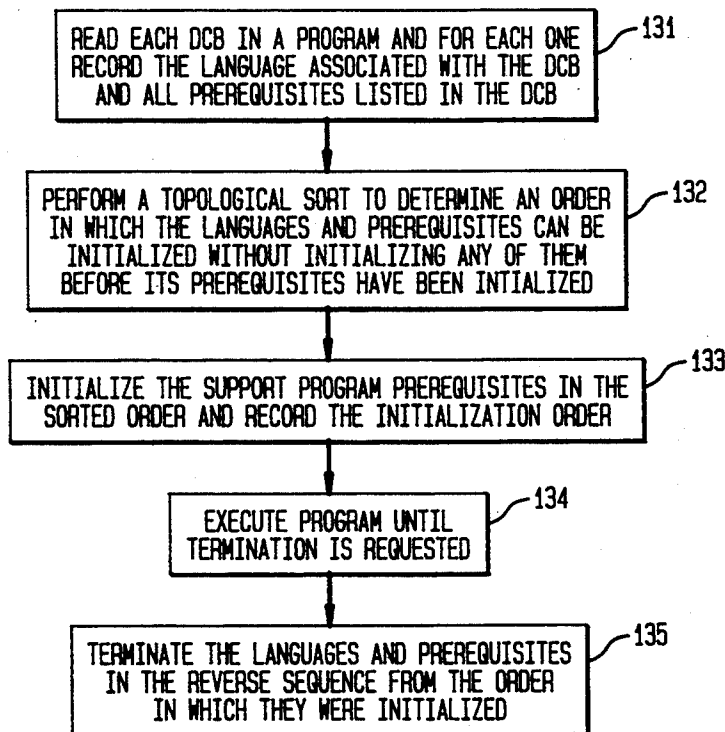 READ EACH DCB IN A PROGRAM AND FOR EACH ONE
RECORD THE LANGUAGE ASSOCIATED WITH THE DCB
AND ALL PREREQUISITES LISTED IN THE DCB
131
PERFORM A TOPOLOGICAL SORT TO DETERMINE AN ORDER
IN WHICH THE LANGUAGES AND PREREQUISITES CAN BE
INITIALIZED WITHOUT INITIALIZING ANY OF THEM
BEFORE ITS PREREQUISITES HAVE BEEN INTIALIZED
132
INITIALIZE THE SUPPORT PROGRAM PREREQUISITES IN THE
SORTED ORDER AND RECORD THE INITIALIZATION ORDER
133
EXECUTE PROGRAM UNTIL
TERMINATION IS REQUESTED
134
TERMINATE THE LANGUAGES AND PREREQUISITES
IN THE REVERSE SEQUENCE FROM THE ORDER
IN WHICH THEY WERE INITIALIZED
135